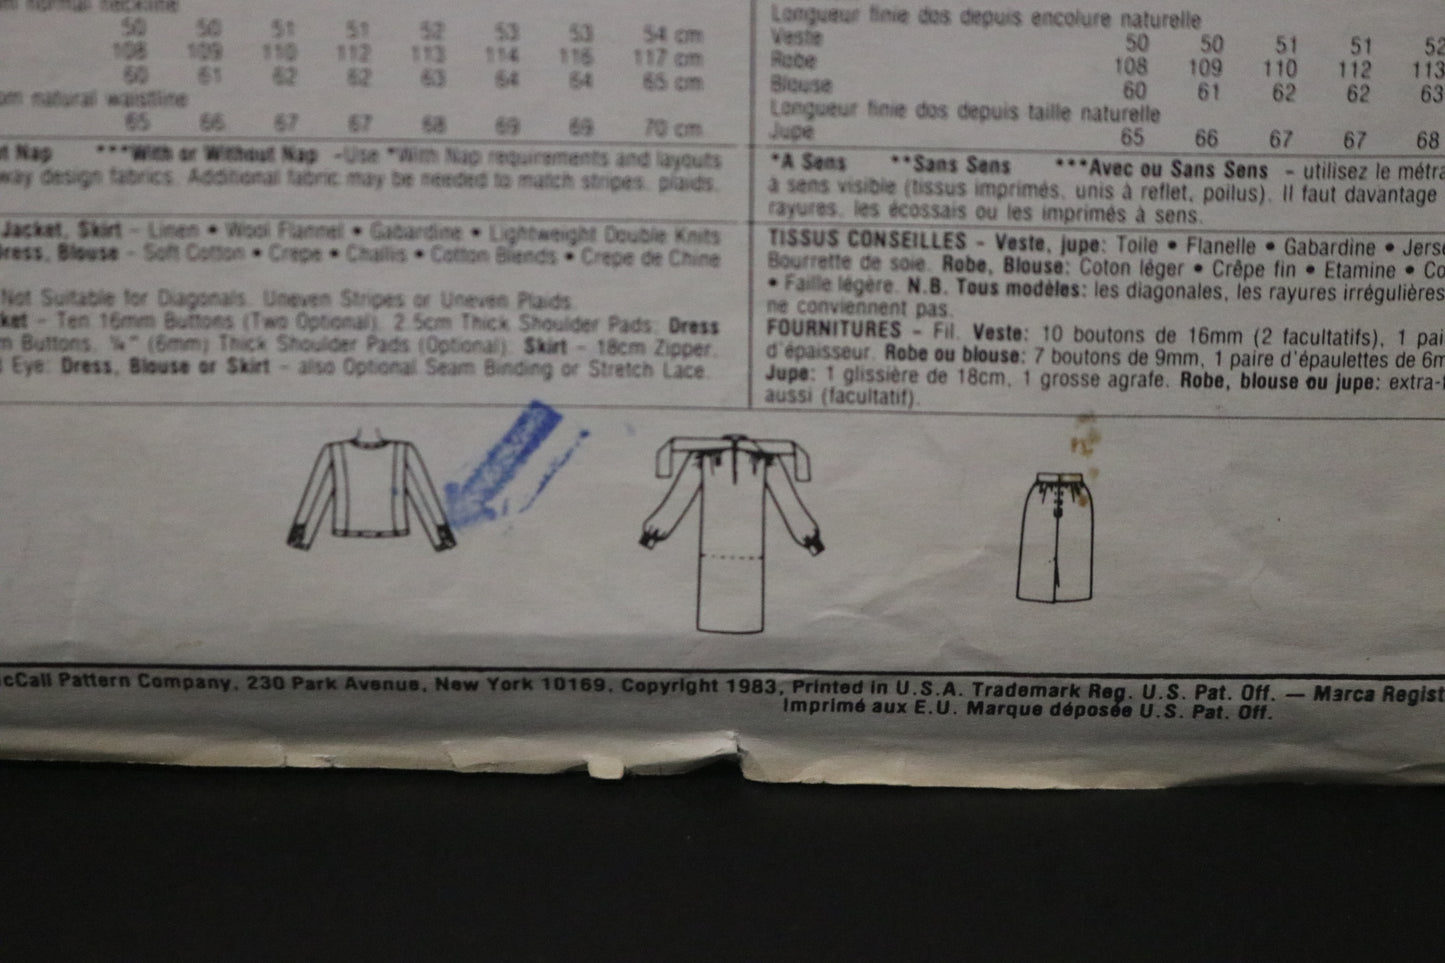 50 50 51 51 52 53 53 54 cm
108 109 110 112 113 114 116 117 cm
60 61 62 62 63 64 64 65 cm
natural waistline
65 66 67 67 68 69 69 70 cm
Nap ***With or Without Nap -Use *With Nap requirements and layouts
way design fabrics. Additional fabric may be needed to match stripes, plaids,
Jacket, Skirt – Linen • Wool Flannel • Gabardine • Lightweight Double Knits
Dress, Blouse – Soft Cotton • Crepe • Challis • Cotton Blends • Crepe de Chine
Not Suitable for Diagonals, Uneven Stripes or Uneven Plaids.
ket – Ten 16mm Buttons (Two Optional), 2.5cm Thick Shoulder Pads; Dress
m Buttons, ¼" (6mm) Thick Shoulder Pads (Optional). Skirt – 18cm Zipper,
Eye: Dress, Blouse or Skirt – also Optional Seam Binding or Stretch Lace.
Longueur finie dos depuis encolure naturelle
Veste 50 50 51 51 52
Robe 108 109 110 112 113
Blouse 60 61 62 62 63
Longueur finie dos depuis taille naturelle
Jupe 65 66 67 67 68
*A Sens **Sans Sens ***Avec ou Sans Sens – utilisez le métra
à sens visible (tissus imprimés, unis à reflet, poilus). Il faut davantage
rayures, les écossais ou les imprimés à sens.
TISSUS CONSEILLES – Veste, jupe: Toile • Flanelle • Gabardine • Jerse
Bourrette de soie. Robe, Blouse: Coton léger • Crêpe fin • Etamine • Co
• Faille légère. N.B. Tous modèles: les diagonales, les rayures irrégulières
ne conviennent pas.
FOURNITURES – Fil. Veste: 10 boutons de 16mm (2 facultatifs), 1 pai
d'épaisseur. Robe ou blouse: 7 boutons de 9mm, 1 paire d'épaulettes de 6m
Jupe: 1 glissière de 18cm, 1 grosse agrafe. Robe, blouse ou jupe: extra-f
aussi (facultatif).
cCall Pattern Company, 230 Park Avenue, New York 10169, Copyright 1983, Printed in U.S.A. Trademark Reg. U.S. Pat. Off. — Marca Regist
Imprimé aux E.U. Marque déposée U.S. Pat. Off.